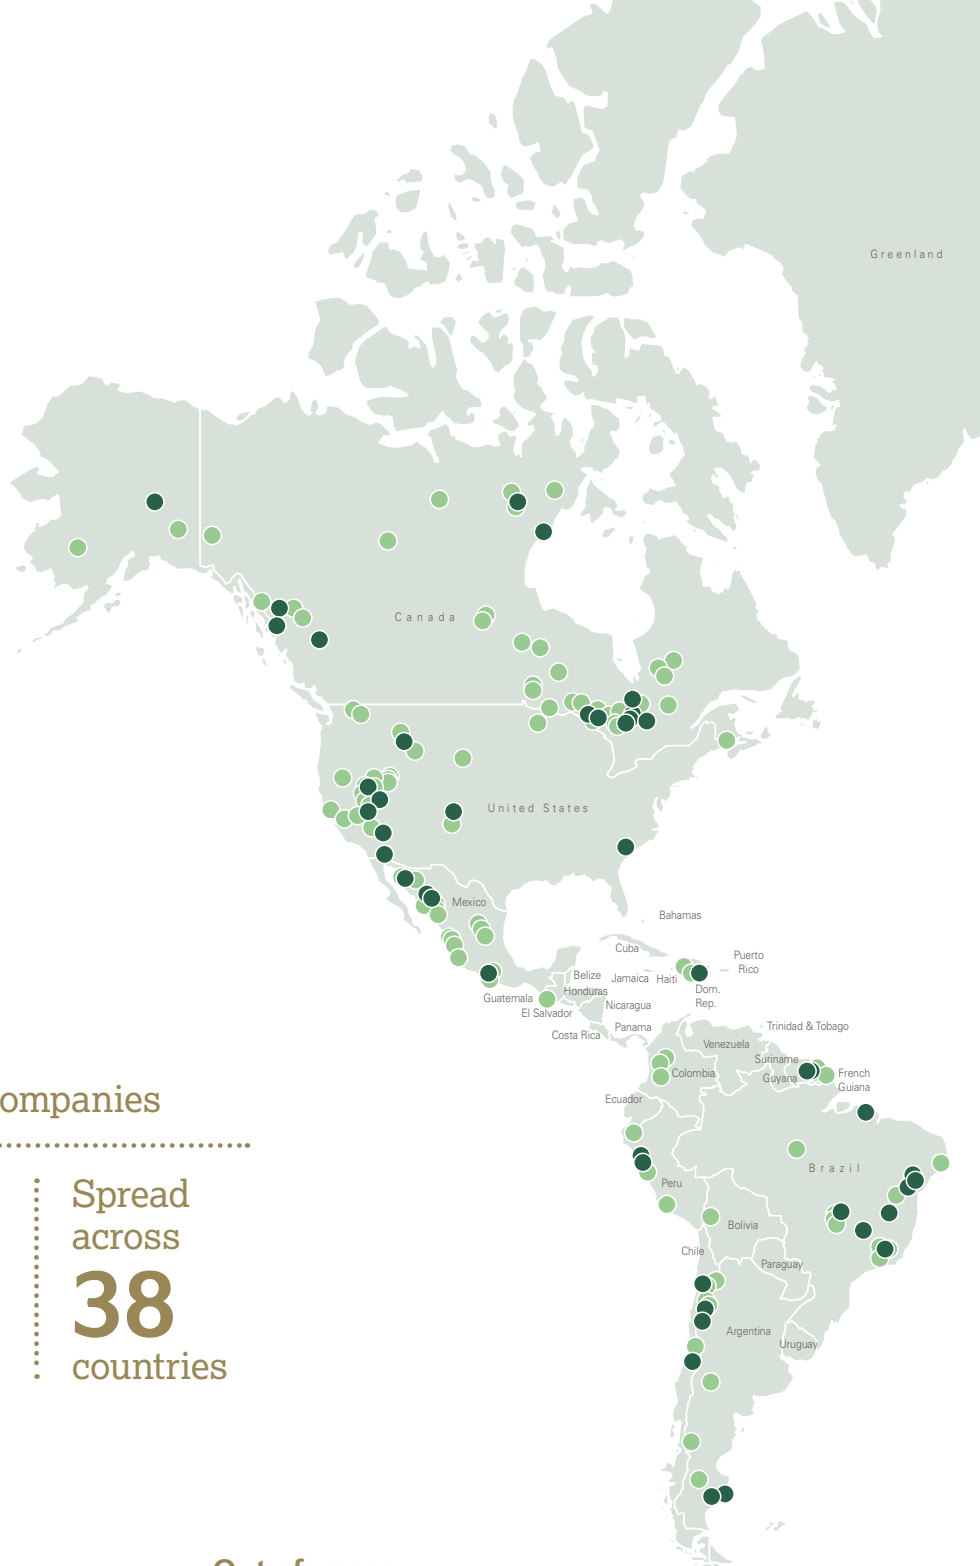 Greenland
Canada
United States
Mexico
Bahamas
Cuba
Puerto
Rico
Belize
Jamaica
Haiti
Dom.
Rep.
Honduras
Guatemala
Nicaragua
El Salvador
Costa Rica
Panama
Trinidad & Tobago
Venezuela
Suriname
Guyana
French
Guiana
Colombia
Ecuador
Brazil
Peru
Bolivia
Chile
Paraguay
Argentina
Uruguay
ompanies
Spread
across
38
countries